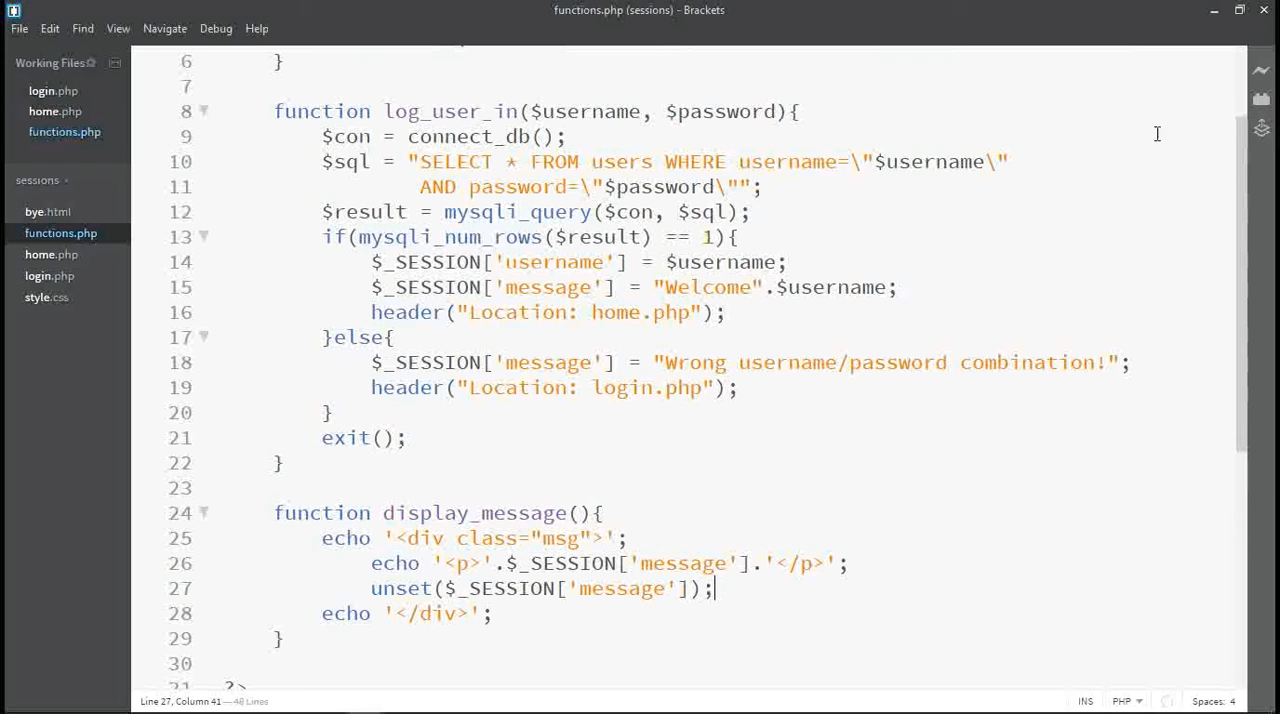 functions.php (sessions) - Brackets
File Edit Find View Navigate Debug Help
Working Files
login.php
home.php
functions.php
sessions
bye.html
functions.php
home.php
login.php
style.css
6 }
7
8 function log_user_in($username, $password){
9 $con = connect_db();
10 $sql = "SELECT * FROM users WHERE username=\"$username\"
11 AND password=\"$password\"";
12 $result = mysqli_query($con, $sql);
13 if(mysqli_num_rows($result) == 1){
14 $_SESSION['username'] = $username;
15 $_SESSION['message'] = "Welcome".$username;
16 header("Location: home.php");
17 }else{
18 $_SESSION['message'] = "Wrong username/password combination!";
19 header("Location: login.php");
20 }
21 exit();
22 }
23
24 function display_message(){
25 echo '<div class="msg">';
26 echo '<p>'.$_SESSION['message'].'</p>';
27 unset($_SESSION['message']);
28 echo '</div>';
29 }
30
?>
Line 27, Column 41 — 40 Lines
INS PHP Spaces: 4